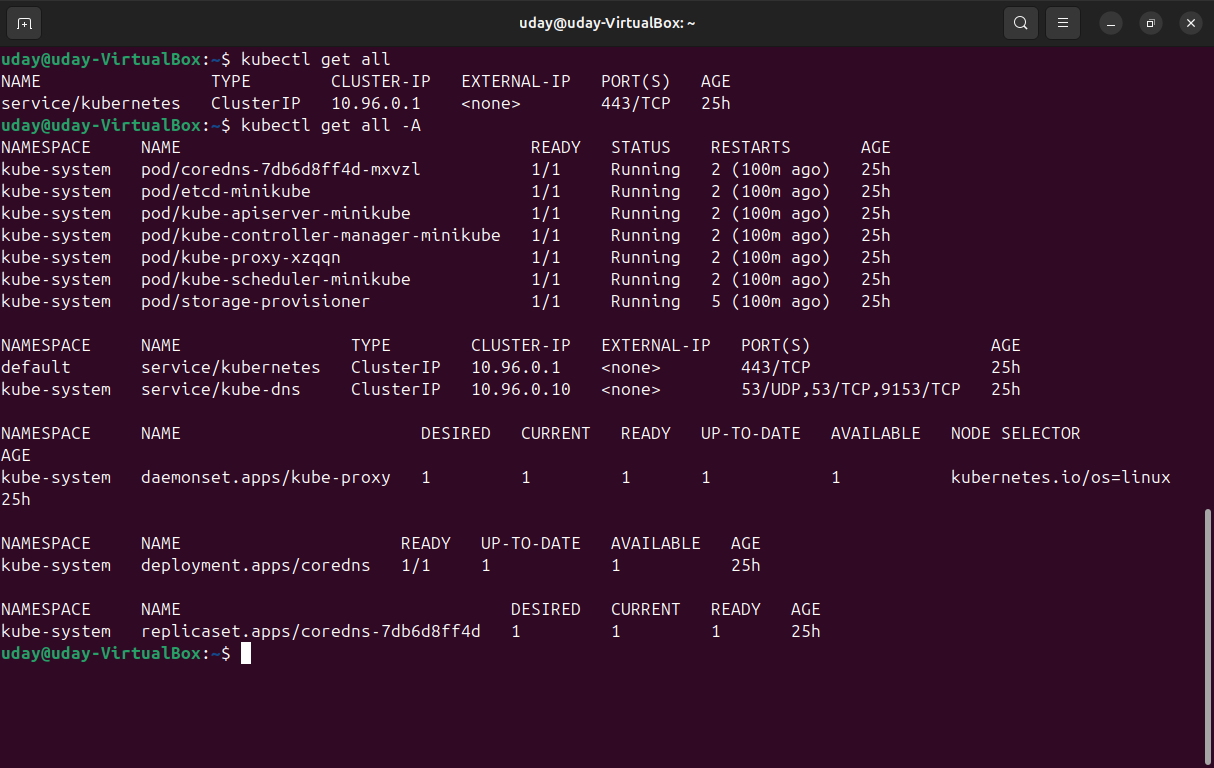 uday@uday-VirtualBox: ~
uday@uday-VirtualBox:~$ kubectl get all
NAME                 TYPE        CLUSTER-IP   EXTERNAL-IP   PORT(S)   AGE
service/kubernetes   ClusterIP   10.96.0.1    <none>        443/TCP   25h
uday@uday-VirtualBox:~$ kubectl get all -A
NAMESPACE     NAME                                   READY   STATUS    RESTARTS       AGE
kube-system   pod/coredns-7db6d8ff4d-mxvzl           1/1     Running   2 (100m ago)   25h
kube-system   pod/etcd-minikube                      1/1     Running   2 (100m ago)   25h
kube-system   pod/kube-apiserver-minikube            1/1     Running   2 (100m ago)   25h
kube-system   pod/kube-controller-manager-minikube   1/1     Running   2 (100m ago)   25h
kube-system   pod/kube-proxy-xzqqn                   1/1     Running   2 (100m ago)   25h
kube-system   pod/kube-scheduler-minikube            1/1     Running   2 (100m ago)   25h
kube-system   pod/storage-provisioner                1/1     Running   5 (100m ago)   25h

NAMESPACE     NAME                 TYPE        CLUSTER-IP   EXTERNAL-IP   PORT(S)                  AGE
default       service/kubernetes   ClusterIP   10.96.0.1    <none>        443/TCP                  25h
kube-system   service/kube-dns     ClusterIP   10.96.0.10   <none>        53/UDP,53/TCP,9153/TCP   25h

NAMESPACE     NAME                        DESIRED   CURRENT   READY   UP-TO-DATE   AVAILABLE   NODE SELECTOR
AGE
kube-system   daemonset.apps/kube-proxy   1         1         1       1            1           kubernetes.io/os=linux
25h

NAMESPACE     NAME                      READY   UP-TO-DATE   AVAILABLE   AGE
kube-system   deployment.apps/coredns   1/1     1            1           25h

NAMESPACE     NAME                                 DESIRED   CURRENT   READY   AGE
kube-system   replicaset.apps/coredns-7db6d8ff4d   1         1         1       25h
uday@uday-VirtualBox:~$